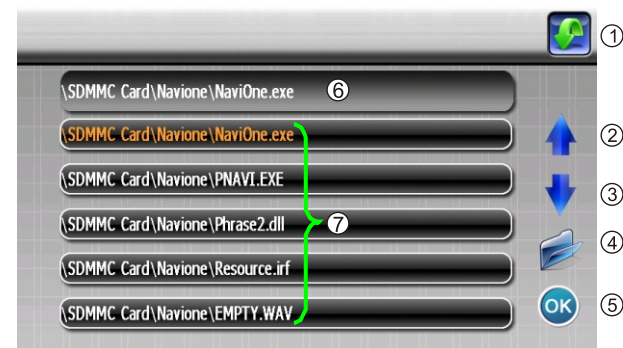 ①
\SDMMC Card\Navione\NaviOne.exe ⑥
\SDMMC Card\Navione\NaviOne.exe ②
\SDMMC Card\Navione\PNAVI.EXE ③
\SDMMC Card\Navione\Phrase2.dll ⑦ ④
\SDMMC Card\Navione\Resource.irf
\SDMMC Card\Navione\EMPTY.WAV OK ⑤